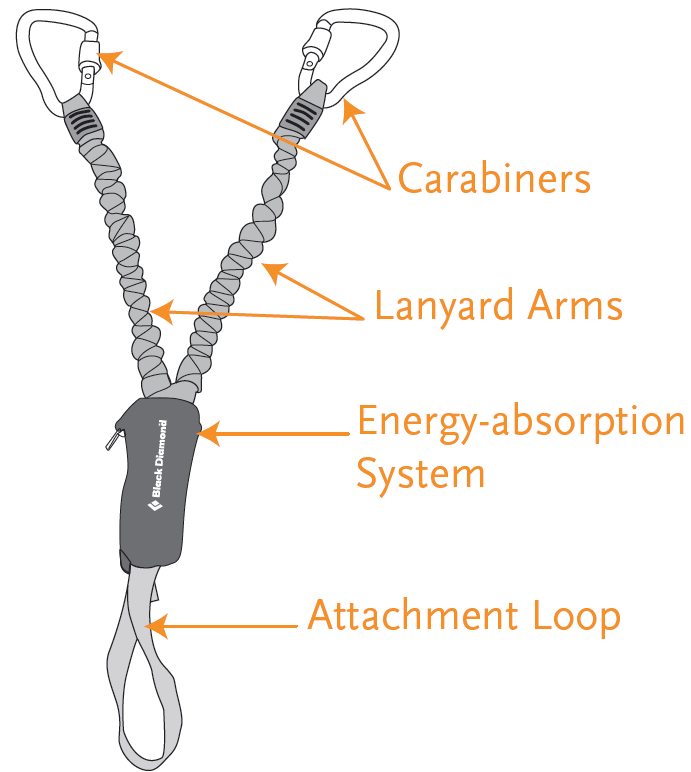 Carabiners
Lanyard Arms
Energy-absorption
System
Black Diamond
Attachment Loop